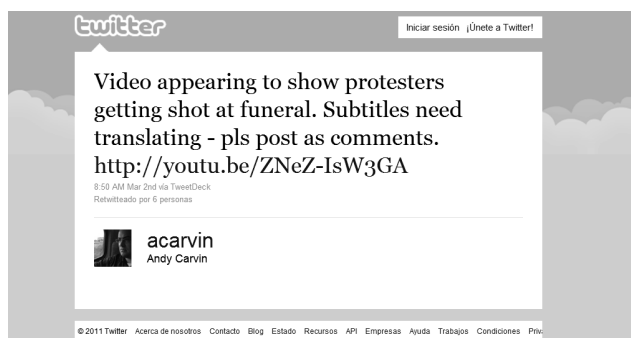 twitter
Iniciar sesión ¡Únete a Twitter!
Video appearing to show protesters
getting shot at funeral. Subtitles need
translating - pls post as comments.
http://youtu.be/ZNeZ-IsW3GA
8:50 AM Mar 2nd vía TweetDeck
Retwitteado por 6 personas
acarvin
Andy Carvin
© 2011 Twitter Acerca de nosotros Contacto Blog Estado Recursos API Empresas Ayuda Trabajos Condiciones